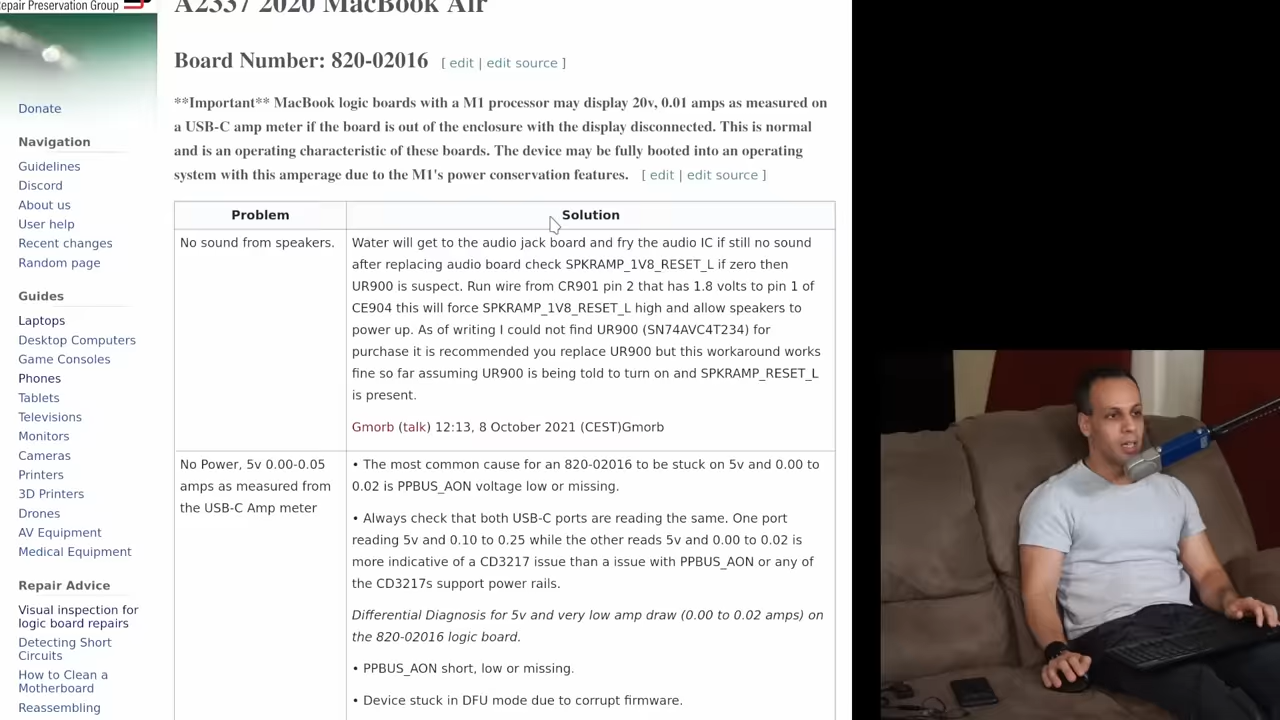 Repair Preservation Group
A2337 2020 MacBook Air
Donate
Navigation
Guidelines
Discord
About us
User help
Recent changes
Random page
Guides
Laptops
Desktop Computers
Game Consoles
Phones
Tablets
Televisions
Monitors
Cameras
Printers
3D Printers
Drones
AV Equipment
Medical Equipment
Repair Advice
Visual inspection for
logic board repairs
Detecting Short
Circuits
How to Clean a
Motherboard
Reassembling
Board Number: 820-02016 [ edit | edit source ]
**Important** MacBook logic boards with a M1 processor may display 20v, 0.01 amps as measured on
a USB-C amp meter if the board is out of the enclosure with the display disconnected. This is normal
and is an operating characteristic of these boards. The device may be fully booted into an operating
system with this amperage due to the M1's power conservation features. [ edit | edit source ]
Problem
Solution
No sound from speakers.
Water will get to the audio jack board and fry the audio IC if still no sound
after replacing audio board check SPKRAMP_1V8_RESET_L if zero then
UR900 is suspect. Run wire from CR901 pin 2 that has 1.8 volts to pin 1 of
CE904 this will force SPKRAMP_1V8_RESET_L high and allow speakers to
power up. As of writing I could not find UR900 (SN74AVC4T234) for
purchase it is recommended you replace UR900 but this workaround works
fine so far assuming UR900 is being told to turn on and SPKRAMP_RESET_L
is present.
Gmorb (talk) 12:13, 8 October 2021 (CEST)Gmorb
No Power, 5v 0.00-0.05
amps as measured from
the USB-C Amp meter
• The most common cause for an 820-02016 to be stuck on 5v and 0.00 to
0.02 is PPBUS_AON voltage low or missing.
• Always check that both USB-C ports are reading the same. One port
reading 5v and 0.10 to 0.25 while the other reads 5v and 0.00 to 0.02 is
more indicative of a CD3217 issue than a issue with PPBUS_AON or any of
the CD3217s support power rails.
Differential Diagnosis for 5v and very low amp draw (0.00 to 0.02 amps) on
the 820-02016 logic board.
• PPBUS_AON short, low or missing.
• Device stuck in DFU mode due to corrupt firmware.